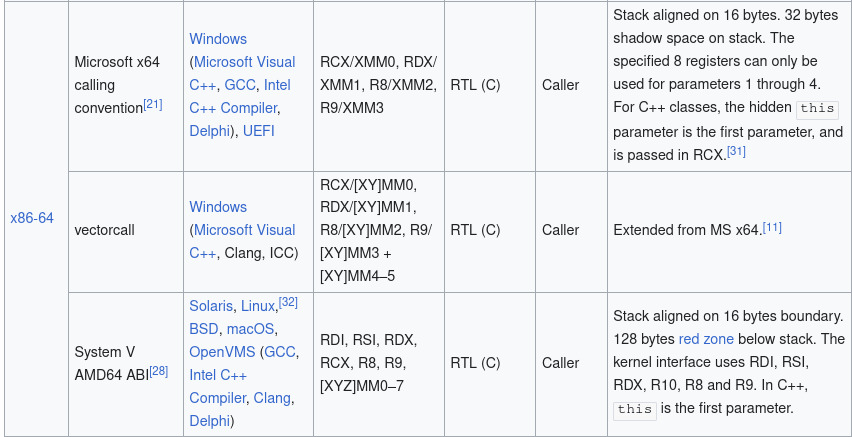 x86-64
Microsoft x64
calling
convention[21]
Windows
(Microsoft Visual
C++, GCC, Intel
C++ Compiler,
Delphi), UEFI
RCX/XMM0, RDX/
XMM1, R8/XMM2,
R9/XMM3
RTL (C)
Caller
Stack aligned on 16 bytes. 32 bytes
shadow space on stack. The
specified 8 registers can only be
used for parameters 1 through 4.
For C++ classes, the hidden this
parameter is the first parameter, and
is passed in RCX.[31]
vectorcall
Windows
(Microsoft Visual
C++, Clang, ICC)
RCX/[XY]MM0,
RDX/[XY]MM1,
R8/[XY]MM2, R9/
[XY]MM3 +
[XY]MM4–5
RTL (C)
Caller
Extended from MS x64.[11]
System V
AMD64 ABI[28]
Solaris, Linux,[32]
BSD, macOS,
OpenVMS (GCC,
Intel C++
Compiler, Clang,
Delphi)
RDI, RSI, RDX,
RCX, R8, R9,
[XYZ]MM0–7
RTL (C)
Caller
Stack aligned on 16 bytes boundary.
128 bytes red zone below stack. The
kernel interface uses RDI, RSI,
RDX, R10, R8 and R9. In C++,
this is the first parameter.